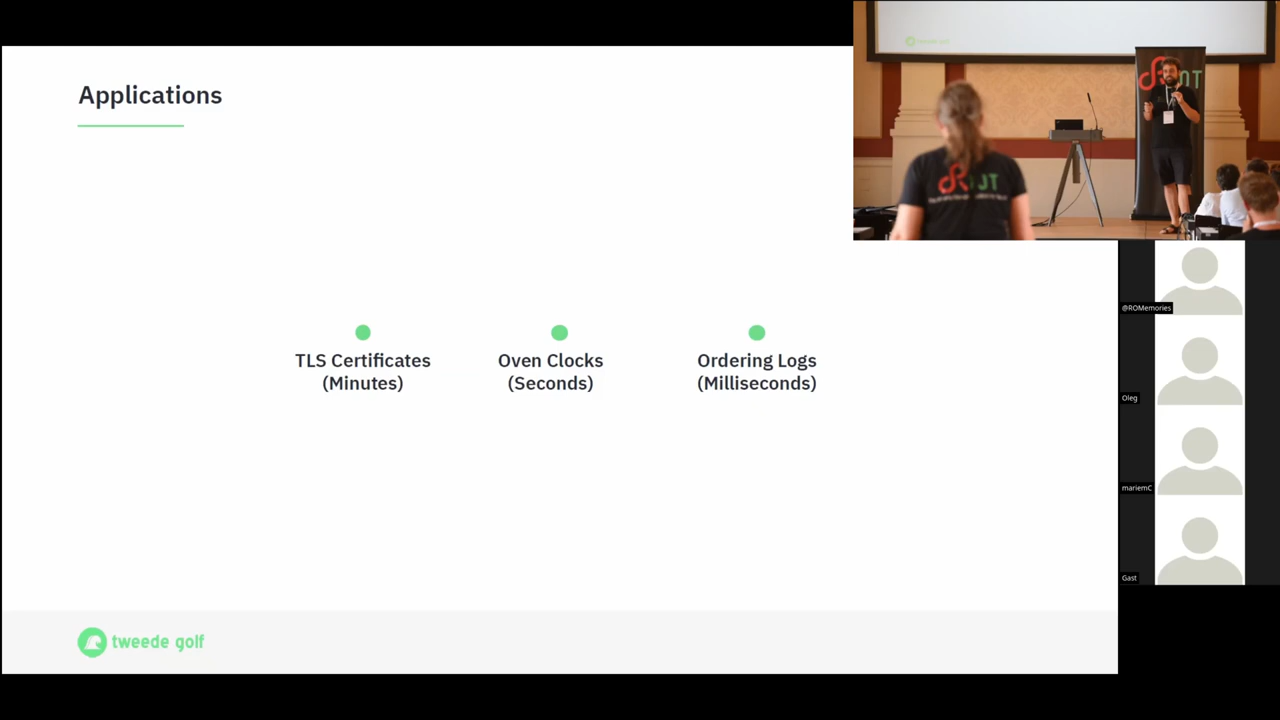 Applications
TLS Certificates
(Minutes)
Oven Clocks
(Seconds)
Ordering Logs
(Milliseconds)
tweede golf
@ROMemories
Oleg
mariemC
Gast